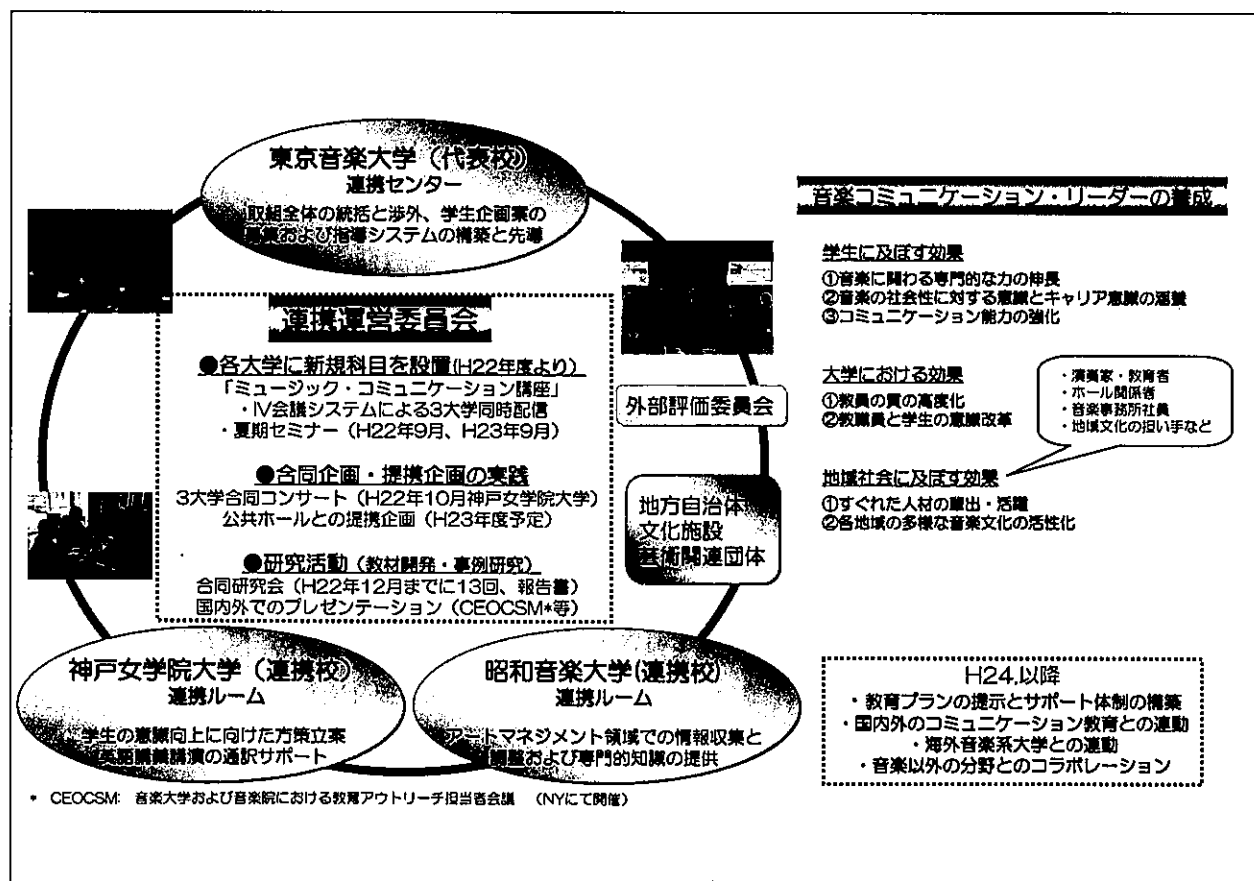 東京音楽大学（代表校）
連携センター
取組全体の統括と渉外、学生企画案の
募集および指導システムの構築と先導
連携運営委員会
●各大学に新規科目を設置(H22年度より)
「ミュージック・コミュニケーション講座」
・IV会議システムによる3大学同時配信
・夏期セミナー（H22年9月、H23年9月）
●合同企画・提携企画の実践
3大学合同コンサート（H22年10月神戸女学院大学）
公共ホールとの提携企画（H23年度予定）
●研究活動（教材開発・事例研究）
合同研究会（H22年12月までに13回、報告書）
国内外でのプレゼンテーション（CEOCSM*等）
外部評価委員会
地方自治体
文化施設
芸術関連団体
神戸女学院大学（連携校）
連携ルーム
学生の意識向上に向けた方策立案
英語講義講演の通訳サポート
昭和音楽大学(連携校)
連携ルーム
アートマネジメント領域での情報収集と
調整および専門的知識の提供
* CEOCSM: 音楽大学および音楽院における教育アウトリーチ担当者会議 （NYにて開催）
音楽コミュニケーション・リーダーの養成
学生に及ぼす効果
①音楽に関わる専門的な力の伸長
②音楽の社会性に対する意識とキャリア意識の涵養
③コミュニケーション能力の強化
大学における効果
①教員の質の高度化
②教職員と学生の意識改革
・演奏家・教育者
・ホール関係者
・音楽事務所社員
・地域文化の担い手など
地域社会に及ぼす効果
①すぐれた人材の輩出・活躍
②各地域の多様な音楽文化の活性化
H24.以降
・教育プランの提示とサポート体制の構築
・国内外のコミュニケーション教育との連動
・海外音楽系大学との連動
・音楽以外の分野とのコラボレーション